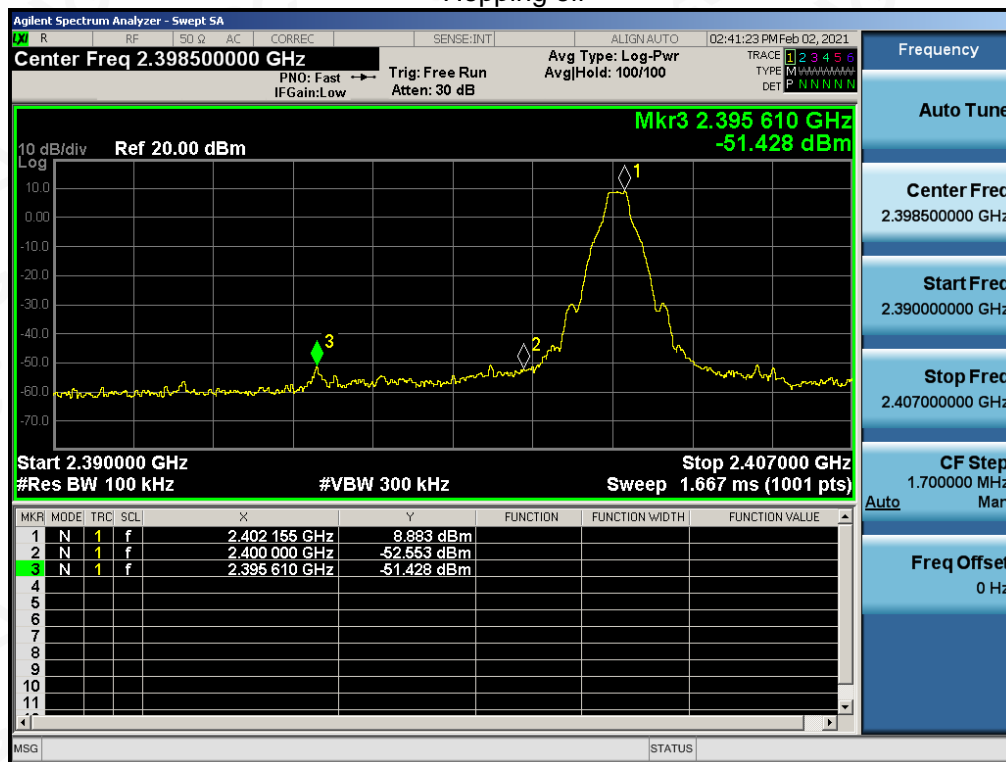 Agilent Spectrum Analyzer - Swept SA
LXI R RF 50 Ω AC CORREC SENSE:INT ALIGNAUTO 02:41:23 PM Feb 02, 2021
Center Freq 2.398500000 GHz
PNO: Fast
IFGain:Low
Trig: Free Run
Atten: 30 dB
Avg Type: Log-Pwr
Avg|Hold: 100/100
TRACE 1 2 3 4 5 6
TYPE M W W W W W
DET P N N N N N
Mkr3 2.395 610 GHz
-51.428 dBm
10 dB/div Ref 20.00 dBm
Log
10.0
0.00
-10.0
-20.0
-30.0
-40.0
-50.0
-60.0
-70.0
1
2
3
Start 2.390000 GHz Stop 2.407000 GHz
#Res BW 100 kHz #VBW 300 kHz Sweep 1.667 ms (1001 pts)
MKR MODE TRC SCL X Y FUNCTION FUNCTION WIDTH FUNCTION VALUE
1 N 1 f 2.402 155 GHz 8.883 dBm
2 N 1 f 2.400 000 GHz -52.553 dBm
3 N 1 f 2.395 610 GHz -51.428 dBm
4
5
6
7
8
9
10
11
MSG STATUS
Frequency
Auto Tune
Center Freq
2.398500000 GHz
Start Freq
2.390000000 GHz
Stop Freq
2.407000000 GHz
CF Step
1.700000 MHz
Auto Man
Freq Offset
0 Hz